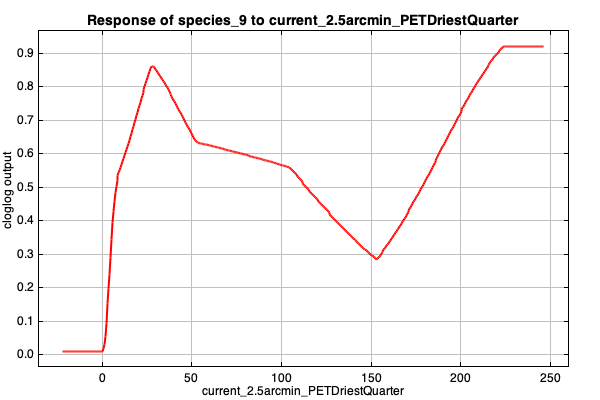 Response of species_9 to current_2.5arcmin_PETDriestQuarter
cloglog output
0.9
0.8
0.7
0.6
0.5
0.4
0.3
0.2
0.1
0.0
0 50 100 150 200 250
current_2.5arcmin_PETDriestQuarter